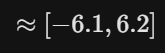 ≈ [−6.1, 6.2]